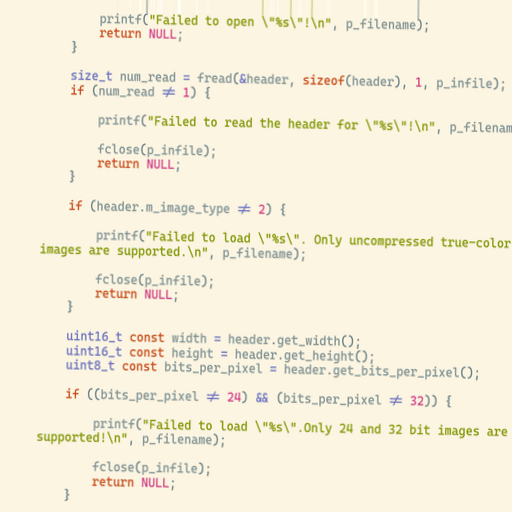 printf("Failed to open \"%s\"!\n", p_filename);
return NULL;
}
size_t num_read = fread(&header, sizeof(header), 1, p_infile);
if (num_read ≠ 1) {
printf("Failed to read the header for \"%s\"!\n", p_filenam
fclose(p_infile);
return NULL;
}
if (header.m_image_type ≠ 2) {
printf("Failed to load \"%s\". Only uncompressed true-color
images are supported.\n", p_filename);
fclose(p_infile);
return NULL;
}
uint16_t const width = header.get_width();
uint16_t const height = header.get_height();
uint8_t const bits_per_pixel = header.get_bits_per_pixel();
if ((bits_per_pixel ≠ 24) && (bits_per_pixel ≠ 32)) {
printf("Failed to load \"%s\".Only 24 and 32 bit images are
supported!\n", p_filename);
fclose(p_infile);
return NULL;
}